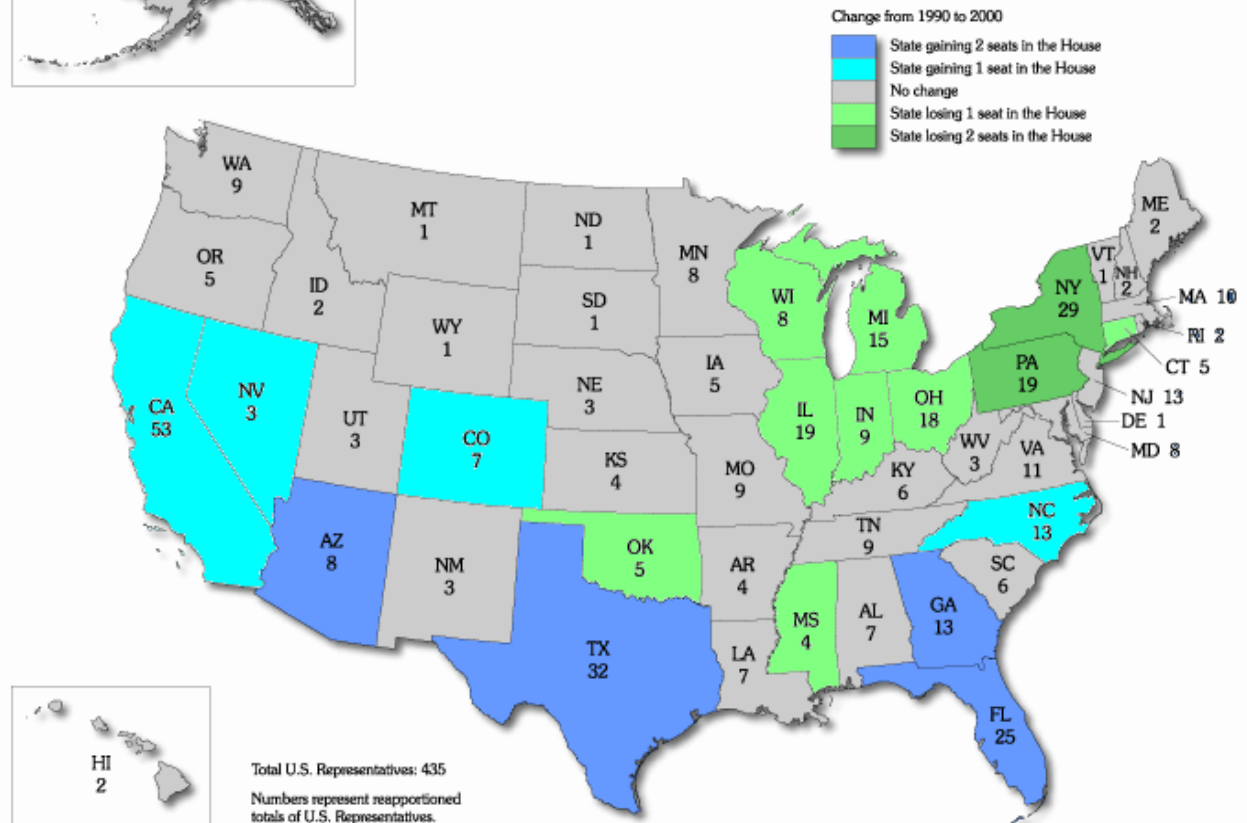 Change from 1990 to 2000
State gaining 2 seats in the House
State gaining 1 seat in the House
No change
State losing 1 seat in the House
State losing 2 seats in the House
WA
9
MT
1
ND
1
MN
8
ME
2
OR
5
ID
2
SD
1
WI
8
MI
15
NY
29
VT
1
NH
2
MA 10
RI 2
CT 5
WY
1
IA
5
NE
3
PA
19
NJ 13
DE 1
MD 8
CA
53
NV
3
UT
3
CO
7
KS
4
MO
9
IL
19
IN
9
OH
18
WV
3
VA
11
KY
6
NC
13
TN
9
AZ
8
NM
3
OK
5
AR
4
SC
6
MS
4
AL
7
GA
13
TX
32
LA
7
FL
25
HI
2
Total U.S. Representatives: 435
Numbers represent reapportioned
totals of U.S. Representatives.